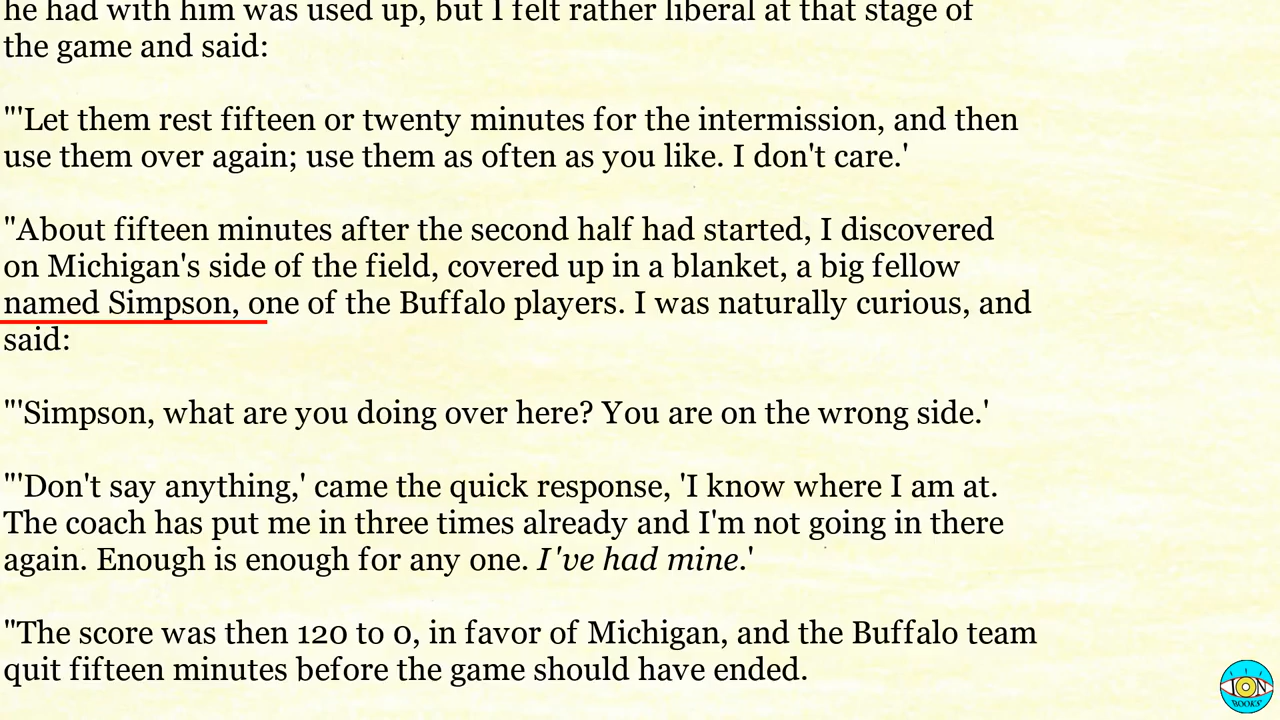 he had with him was used up, but I felt rather liberal at that stage of
the game and said:
"'Let them rest fifteen or twenty minutes for the intermission, and then
use them over again; use them as often as you like. I don't care.'
"About fifteen minutes after the second half had started, I discovered
on Michigan's side of the field, covered up in a blanket, a big fellow
named Simpson, one of the Buffalo players. I was naturally curious, and
said:
"'Simpson, what are you doing over here? You are on the wrong side.'
"'Don't say anything,' came the quick response, 'I know where I am at.
The coach has put me in three times already and I'm not going in there
again. Enough is enough for any one. I've had mine.'
"The score was then 120 to 0, in favor of Michigan, and the Buffalo team
quit fifteen minutes before the game should have ended.
ION
BOOKS